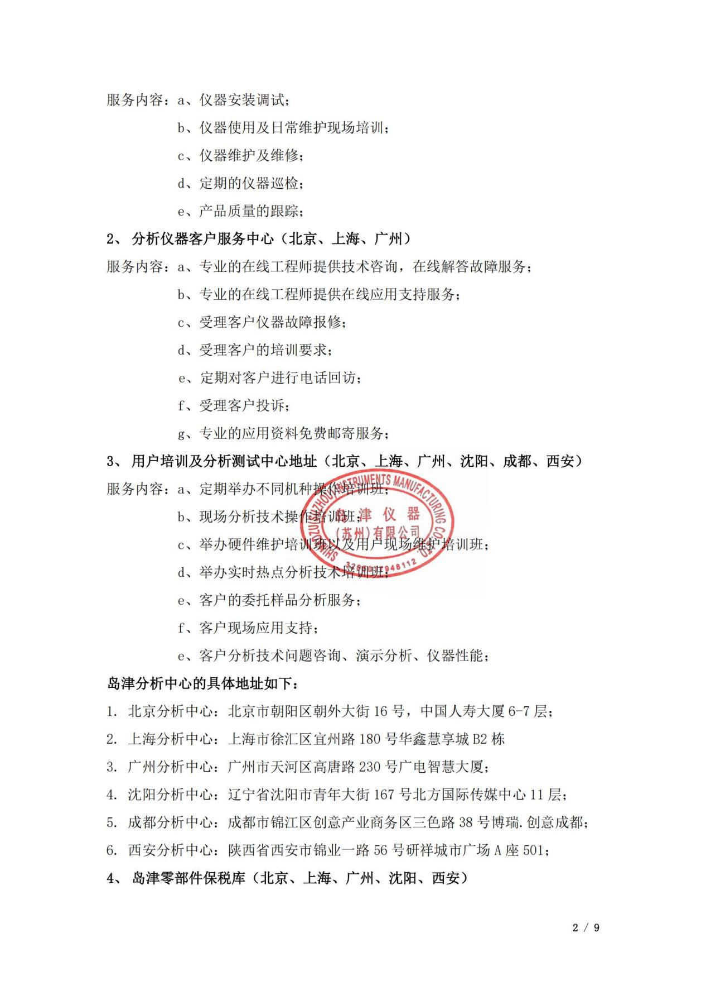 服务内容：a、仪器安装调试；
b、仪器使用及日常维护现场培训；
c、仪器维护及维修；
d、定期的仪器巡检；
e、产品质量的跟踪；
2、 分析仪器客户服务中心（北京、上海、广州）
服务内容：a、专业的在线工程师提供技术咨询，在线解答故障服务；
b、专业的在线工程师提供在线应用支持服务；
c、受理客户仪器故障报修；
d、受理客户的培训要求；
e、定期对客户进行电话回访；
f、受理客户投诉；
g、专业的应用资料免费邮寄服务；
3、 用户培训及分析测试中心地址（北京、上海、广州、沈阳、成都、西安）
服务内容：a、定期举办不同机种操作培训班；
b、现场分析技术操作培训班；
c、举办硬件维护培训班以及用户现场维护培训班；
d、举办实时热点分析技术培训班；
e、客户的委托样品分析服务；
f、客户现场应用支持；
e、客户分析技术问题咨询、演示分析、仪器性能；
SHIMADZU(SUZHOU) INSTRUMENTS MANUFACTURING CO.,LTD.
岛津仪器
(苏州)有限公司
3205017948112
岛津分析中心的具体地址如下：
1. 北京分析中心：北京市朝阳区朝外大街 16 号，中国人寿大厦 6-7 层；
2. 上海分析中心：上海市徐汇区宜州路 180 号华鑫慧享城 B2 栋
3. 广州分析中心：广州市天河区高唐路 230 号广电智慧大厦；
4. 沈阳分析中心：辽宁省沈阳市青年大街 167 号北方国际传媒中心 11 层；
5. 成都分析中心：成都市锦江区创意产业商务区三色路 38 号博瑞.创意成都；
6. 西安分析中心：陕西省西安市锦业一路 56 号研祥城市广场 A 座 501；
4、 岛津零部件保税库（北京、上海、广州、沈阳、西安）
2 / 9